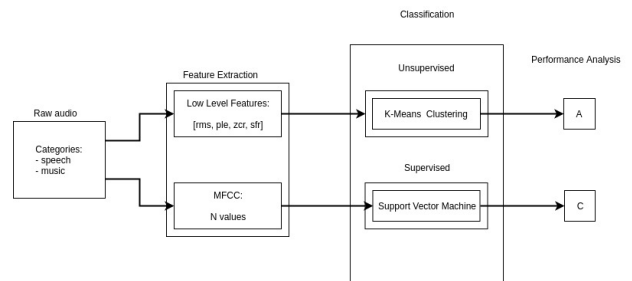 Classification
Unsupervised
Performance Analysis
Feature Extraction
Low Level Features:
[rms, ple, zcr, sfr]
K-Means Clustering
A
Raw audio
Categories:
- speech
- music
Supervised
MFCC:
N values
Support Vector Machine
C